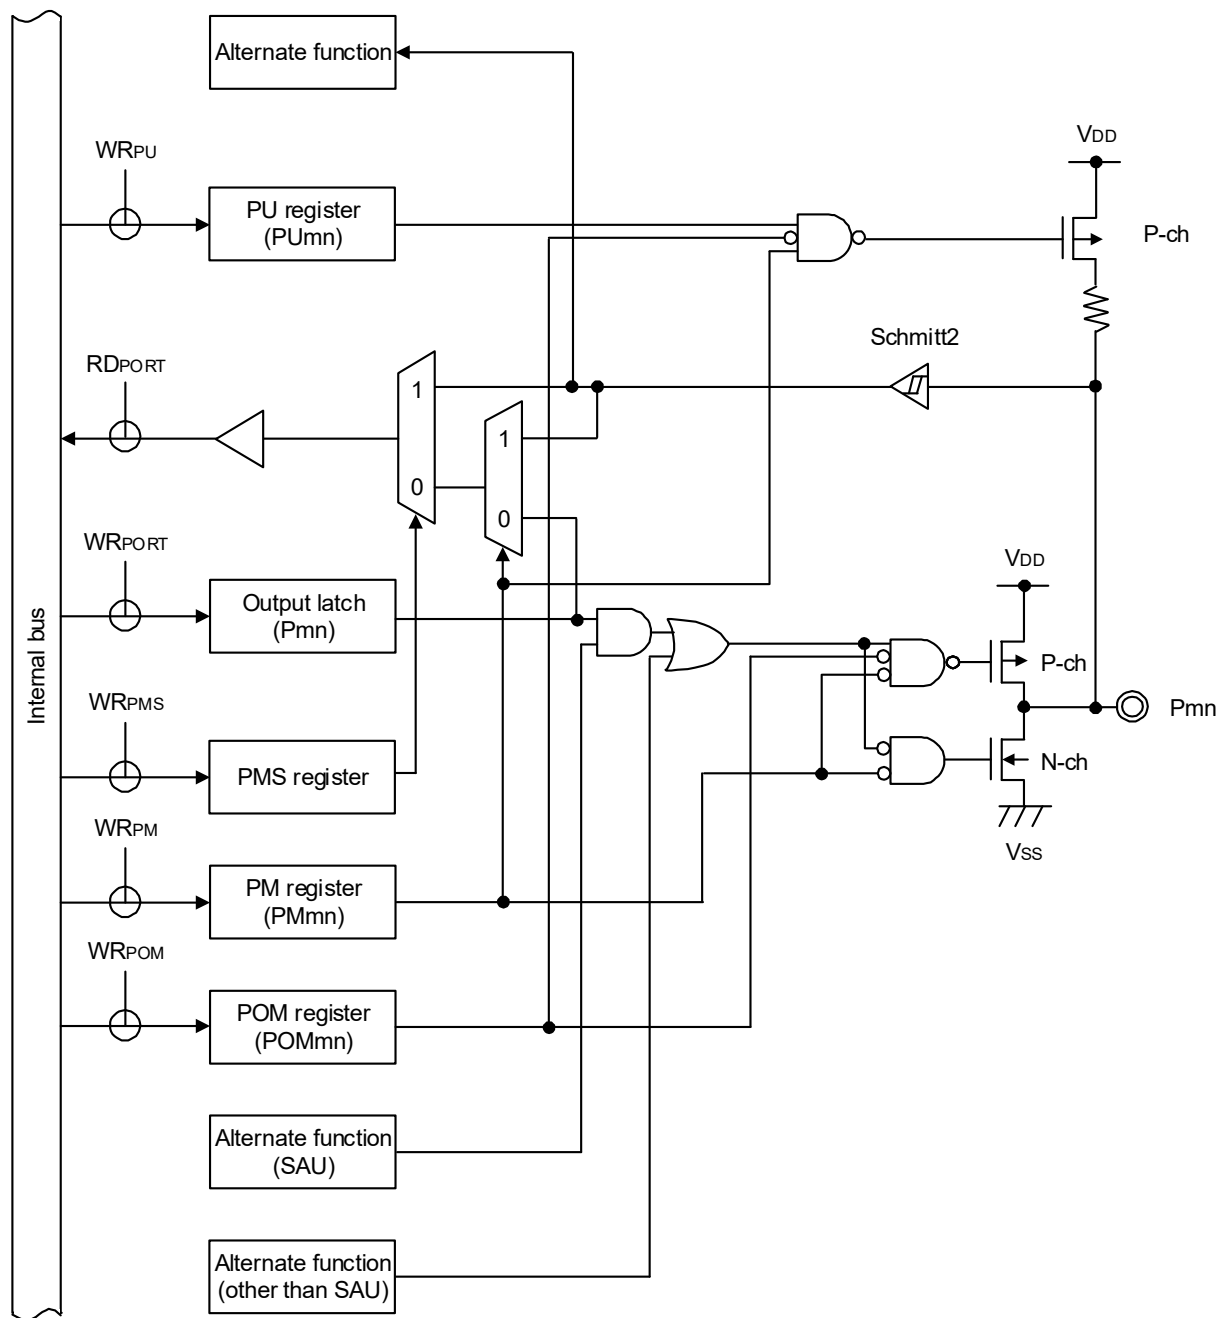 Alternate function
VDD
WRPU
PU register
(PUmn)
P-ch
Schmitt2
RDPORT
1
1
0
0
WRPORT
VDD
Output latch
(Pmn)
Internal bus
P-ch
WRPMS
Pmn
PMS register
N-ch
WRPM
VSS
PM register
(PMmn)
WRPOM
POM register
(POMmn)
Alternate function
(SAU)
Alternate function
(other than SAU)